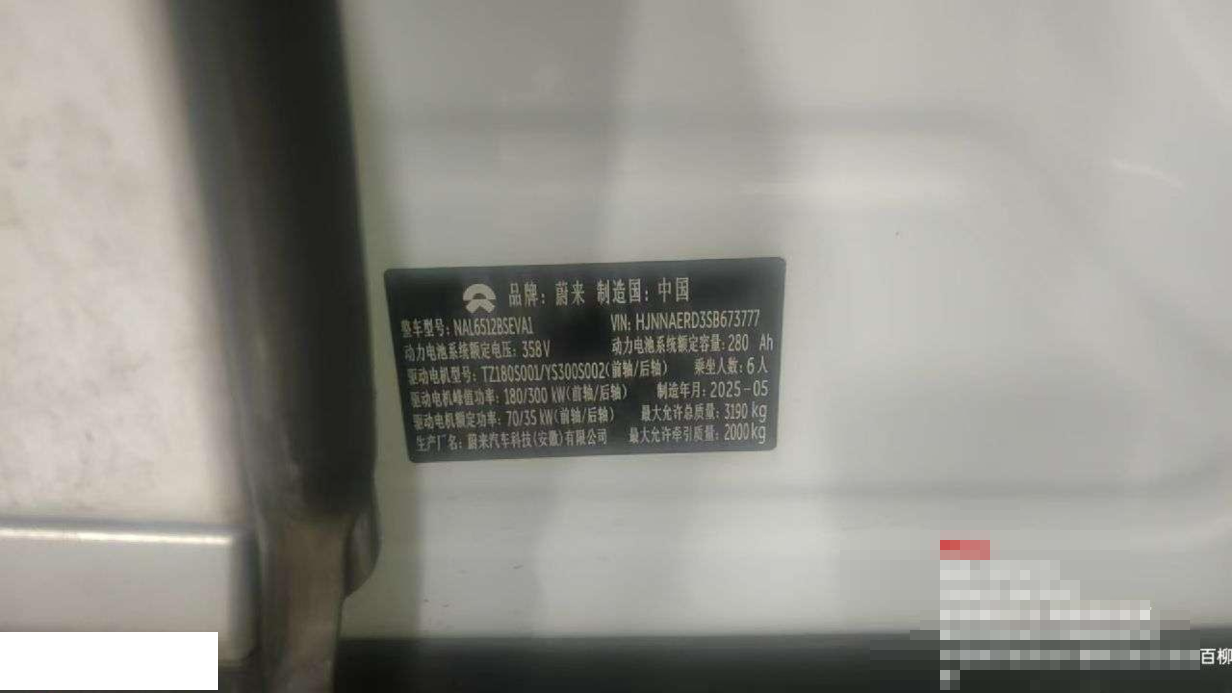 品牌: 蔚来 制造国: 中国
整车型号: NAL6512BSEVA1 VIN: HJNNAERD3SB673777
动力电池系统额定电压: 358V 动力电池系统额定容量: 280 Ah
驱动电机型号: TZ180S001/YS300S002(前轴/后轴) 乘坐人数: 6人
驱动电机峰值功率: 180/300 kW(前轴/后轴) 制造年月: 2025-05
驱动电机额定功率: 70/35 kW(前轴/后轴) 最大允许总质量: 3190 kg
生产厂名: 蔚来汽车科技(安徽)有限公司 最大允许牵引质量: 2000kg
百柳